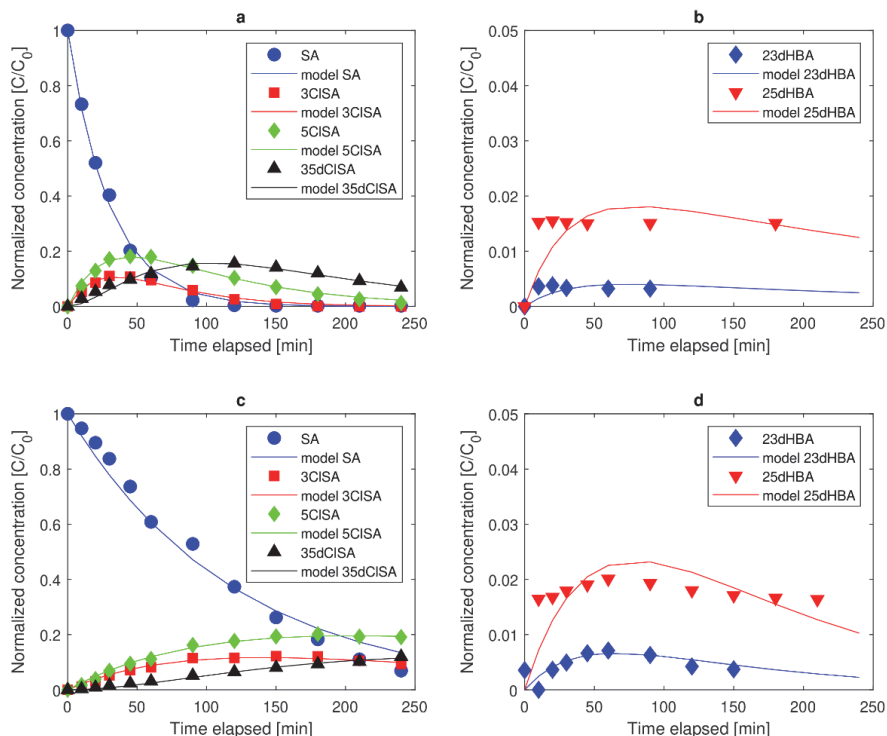 a
Normalized concentration [C/C0]
1
0.8
0.6
0.4
0.2
0
0 50 100 150 200 250
Time elapsed [min]
SA
model SA
3ClSA
model 3ClSA
5ClSA
model 5ClSA
35dClSA
model 35dClSA
b
Normalized concentration [C/C0]
0.05
0.04
0.03
0.02
0.01
0
0 50 100 150 200 250
Time elapsed [min]
23dHBA
model 23dHBA
25dHBA
model 25dHBA
c
Normalized concentration [C/C0]
1
0.8
0.6
0.4
0.2
0
0 50 100 150 200 250
Time elapsed [min]
SA
model SA
3ClSA
model 3ClSA
5ClSA
model 5ClSA
35dClSA
model 35dClSA
d
Normalized concentration [C/C0]
0.05
0.04
0.03
0.02
0.01
0
0 50 100 150 200 250
Time elapsed [min]
23dHBA
model 23dHBA
25dHBA
model 25dHBA